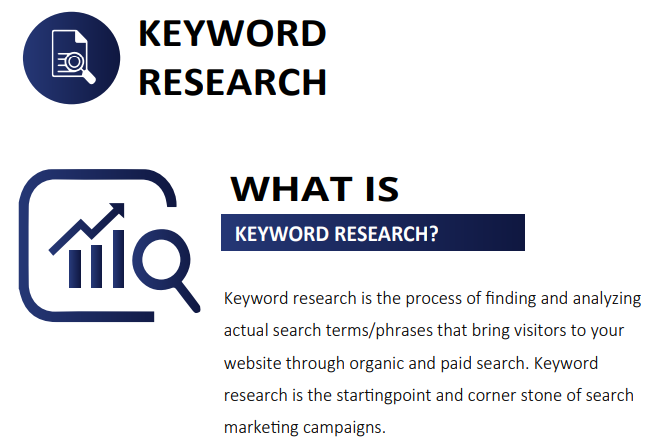 KEYWORD
RESEARCH
WHAT IS
KEYWORD RESEARCH?
Keyword research is the process of finding and analyzing
actual search terms/phrases that bring visitors to your
website through organic and paid search. Keyword
research is the startingpoint and corner stone of search
marketing campaigns.